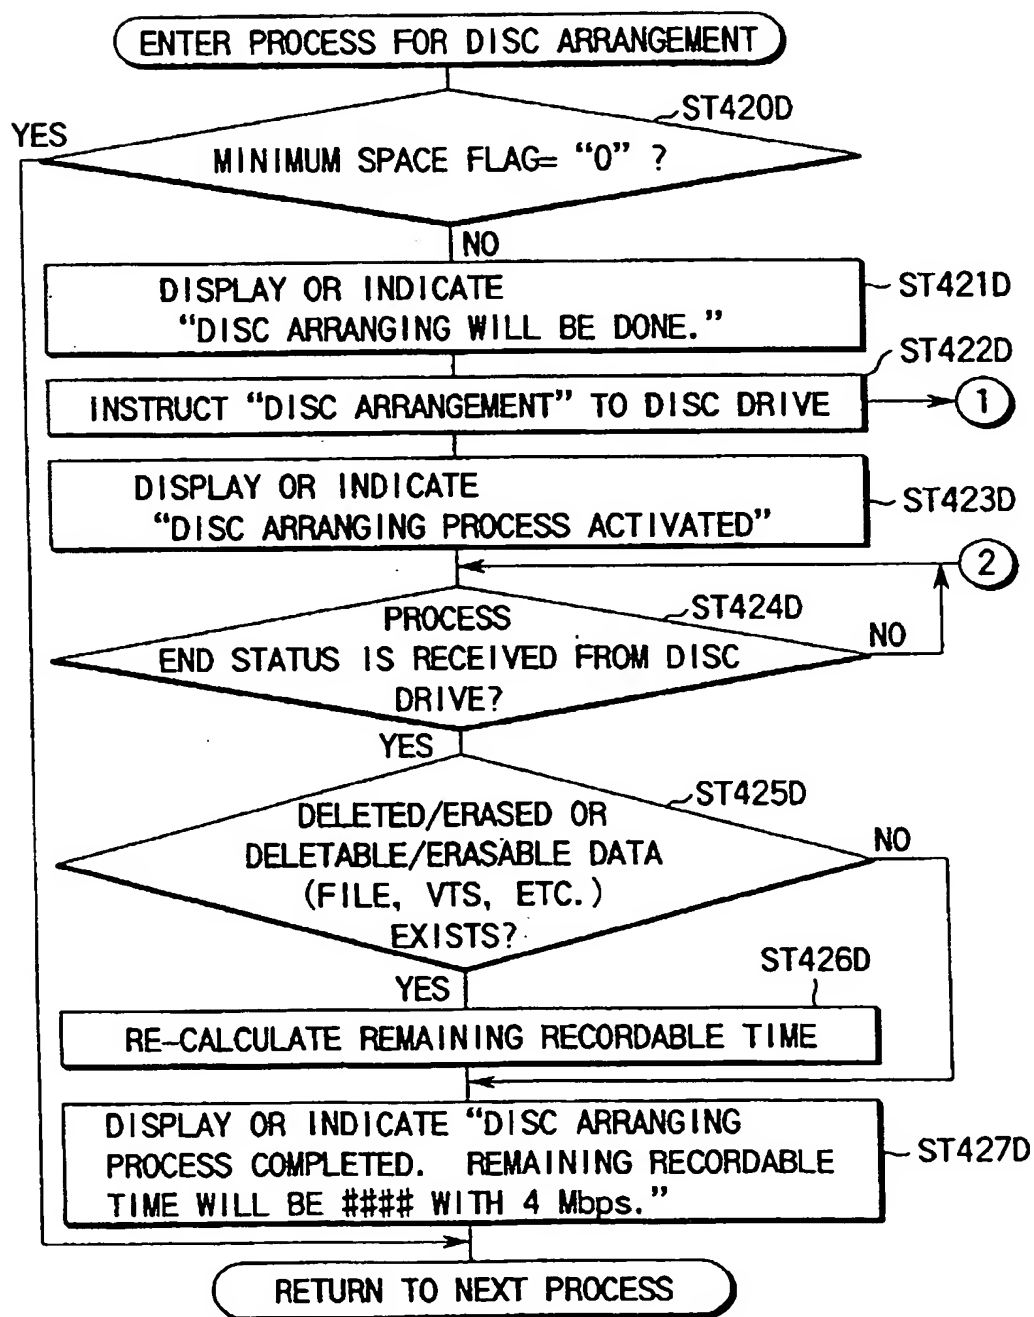 ENTER PROCESS FOR DISC ARRANGEMENT
ST420D
YES
MINIMUM SPACE FLAG= “0” ?
NO
DISPLAY OR INDICATE
“DISC ARRANGING WILL BE DONE.”
ST421D
ST422D
INSTRUCT “DISC ARRANGEMENT” TO DISC DRIVE
1
DISPLAY OR INDICATE
“DISC ARRANGING PROCESS ACTIVATED”
ST423D
2
ST424D
PROCESS
END STATUS IS RECEIVED FROM DISC
DRIVE?
NO
YES
ST425D
DELETED/ERASED OR
DELETABLE/ERASABLE DATA
(FILE, VTS, ETC.)
EXISTS?
NO
YES
ST426D
RE-CALCULATE REMAINING RECORDABLE TIME
DISPLAY OR INDICATE “DISC ARRANGING
PROCESS COMPLETED. REMAINING RECORDABLE
TIME WILL BE #### WITH 4 Mbps.”
ST427D
RETURN TO NEXT PROCESS